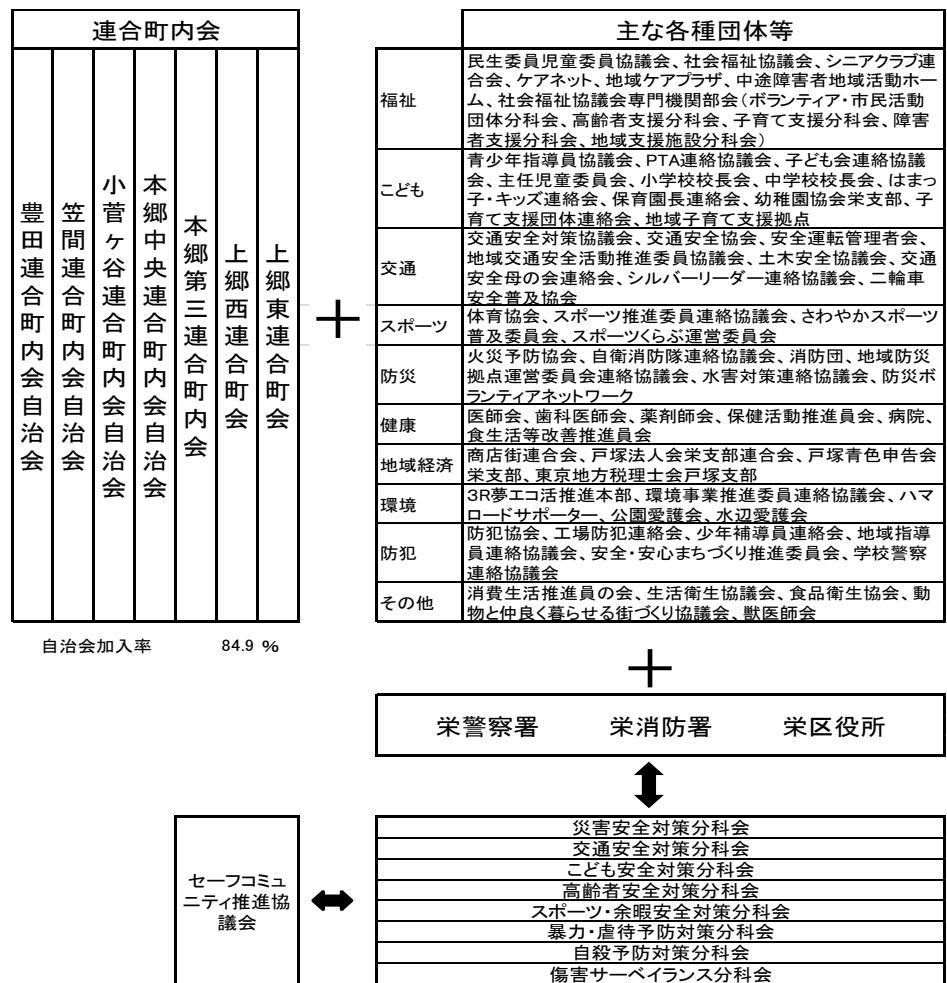 連合町内会
豊田連合町内会自治会
笠間連合町内会自治会
小菅ヶ谷連合町内会自治会
本郷中央連合町内会自治会
本郷第三連合町内会
上郷西連合町会
上郷東連合町会
自治会加入率 84.9 %
＋
主な各種団体等
福祉
民生委員児童委員協議会、社会福祉協議会、シニアクラブ連
合会、ケアネット、地域ケアプラザ、中途障害者地域活動ホー
ム、社会福祉協議会専門機関部会（ボランティア・市民活動
団体分科会、高齢者支援分科会、子育て支援分科会、障害
者支援分科会、地域支援施設分科会）
こども
青少年指導員協議会、PTA連絡協議会、子ども会連絡協議
会、主任児童委員会、小学校校長会、中学校校長会、はまっ
子・キッズ連絡会、保育園長連絡会、幼稚園協会栄支部、子
育て支援団体連絡会、地域子育て支援拠点
交通
交通安全対策協議会、交通安全協会、安全運転管理者会、
地域交通安全活動推進委員協議会、土木安全協議会、交通
安全母の会連絡会、シルバーリーダー連絡協議会、二輪車
安全普及協会
スポーツ
体育協会、スポーツ推進委員連絡協議会、さわやかスポーツ
普及委員会、スポーツくらぶ運営委員会
防災
火災予防協会、自衛消防隊連絡協議会、消防団、地域防災
拠点運営委員会連絡協議会、水害対策連絡協議会、防災ボ
ランティアネットワーク
健康
医師会、歯科医師会、薬剤師会、保健活動推進員会、病院、
食生活等改善推進員会
地域経済
商店街連合会、戸塚法人会栄支部連合会、戸塚青色申告会
栄支部、東京地方税理士会戸塚支部
環境
3R夢エコ活推進本部、環境事業推進委員連絡協議会、ハマ
ロードサポーター、公園愛護会、水辺愛護会
防犯
防犯協会、工場防犯連絡会、少年補導員連絡会、地域指導
員連絡協議会、安全・安心まちづくり推進委員会、学校警察
連絡協議会
その他
消費生活推進員の会、生活衛生協議会、食品衛生協会、動
物と仲良く暮らせる街づくり協議会、獣医師会
＋
栄警察署 栄消防署 栄区役所
セーフコミュ
ニティ推進協
議会
災害安全対策分科会
交通安全対策分科会
こども安全対策分科会
高齢者安全対策分科会
スポーツ・余暇安全対策分科会
暴力・虐待予防対策分科会
自殺予防対策分科会
傷害サーベイランス分科会